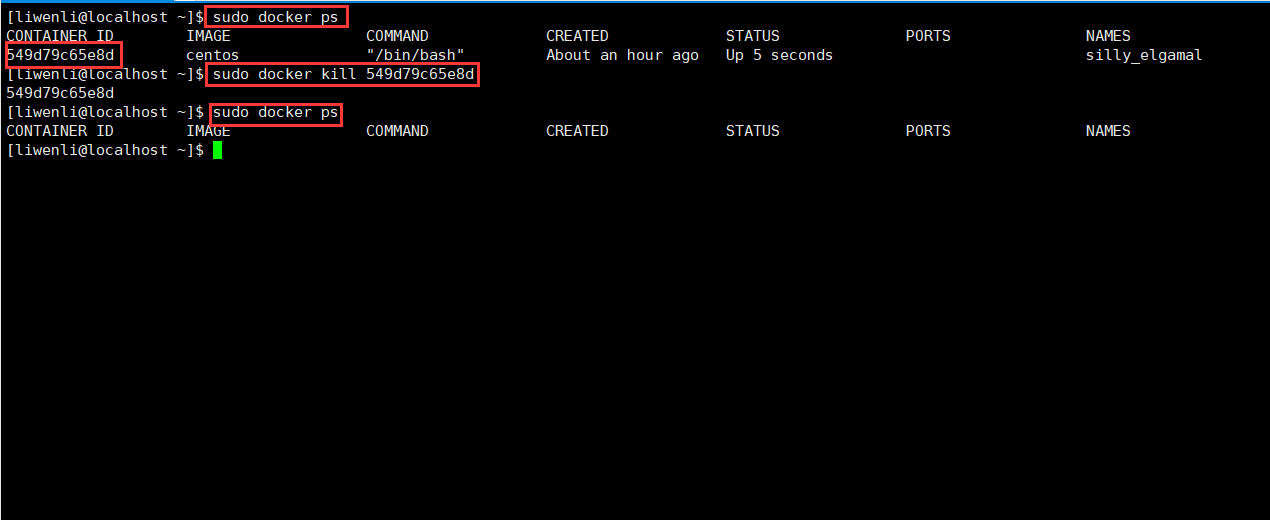 [liwenli@localhost ~]$ sudo docker ps
CONTAINER ID        IMAGE               COMMAND             CREATED             STATUS              PORTS               NAMES
549d79c65e8d        centos              "/bin/bash"         About an hour ago   Up 5 seconds                            silly_elgamal
[liwenli@localhost ~]$ sudo docker kill 549d79c65e8d
549d79c65e8d
[liwenli@localhost ~]$ sudo docker ps
CONTAINER ID        IMAGE               COMMAND             CREATED             STATUS              PORTS               NAMES
[liwenli@localhost ~]$